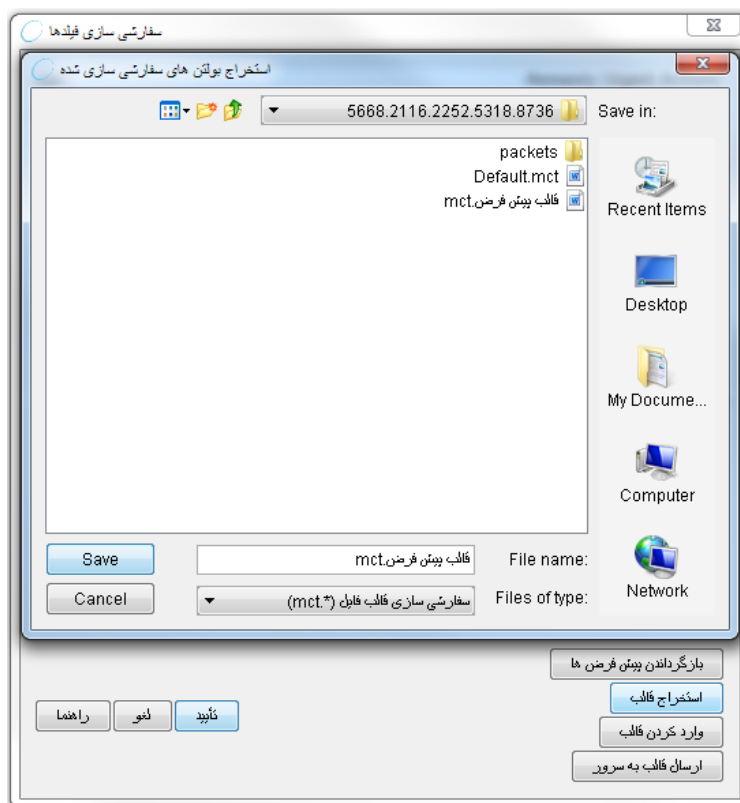 سفارشی سازی فیلدها
استخراج بولتن های سفارشی سازی شده
Save in:
5668.2116.2252.5318.8736
packets
Default.mct
قالب پیش فرض.mct
Recent Items
Desktop
My Docume...
Computer
Network
File name:
قالب پیش فرض.mct
Save
Files of type:
سفارشی سازی قالب فایل (*.mct)
Cancel
بازگرداندن پیش فرض ها
استخراج قالب
وارد کردن قالب
ارسال قالب به سرور
تأیید
لغو
راهنما